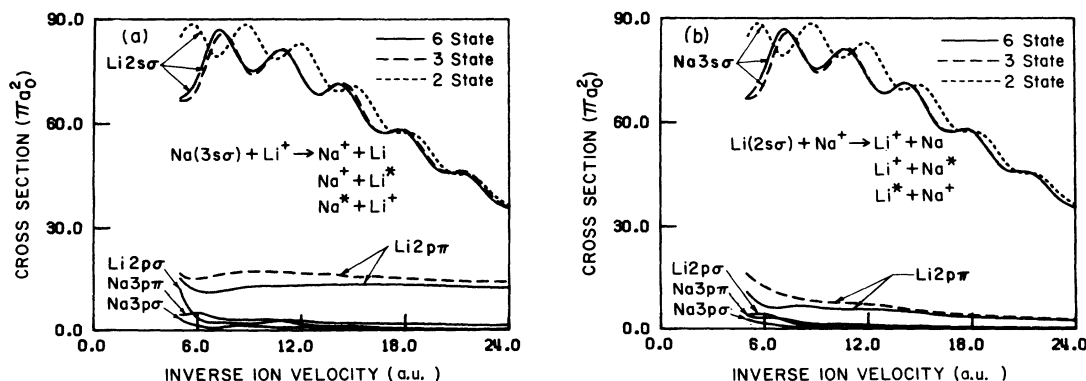 (a)
6 State
3 State
2 State
Li2sσ
Na(3sσ) + Li⁺ → Na⁺ + Li
Na⁺ + Li*
Na* + Li⁺
Li2pπ
Li2pσ
Na3pπ
Na3pσ
90.0
60.0
30.0
0.0
CROSS SECTION (πa₀²)
0.0 6.0 12.0 18.0 24.0
INVERSE ION VELOCITY (a.u.)
(b)
6 State
3 State
2 State
Na3sσ
Li(2sσ) + Na⁺ → Li⁺ + Na
Li⁺ + Na*
Li* + Na⁺
Li2pπ
Li2pσ
Na3pπ
Na3pσ
90.0
60.0
30.0
0.0
CROSS SECTION (πa₀²)
0.0 6.0 12.0 18.0 24.0
INVERSE ION VELOCITY (a.u.)